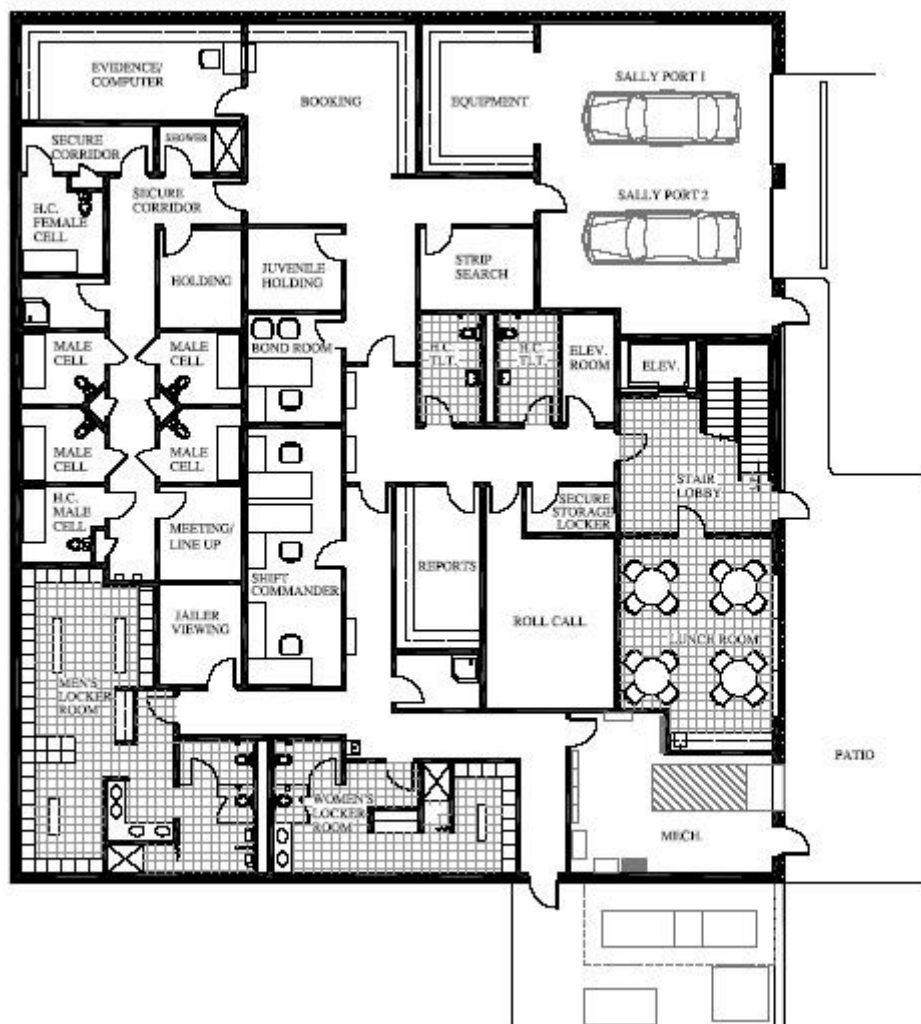 EVIDENCE/
COMPUTER
BOOKING
EQUIPMENT
SALLY PORT 1
SECURE
CORRIDOR
SHOWER
SECURE
CORRIDOR
H.C.
FEMALE
CELL
SALLY PORT 2
HOLDING
JUVENILE
HOLDING
STRIP
SEARCH
MALE
CELL
MALE
CELL
BOND ROOM
H.C.
TLT.
H.C.
TLT.
ELEV.
ROOM
ELEV.
MALE
CELL
MALE
CELL
STAIR
LOBBY
H.C.
MALE
CELL
MEETING/
LINE UP
SECURE
STORAGE
LOCKER
SHIFT
COMMANDER
REPORTS
JAILER
VIEWING
ROLL CALL
LUNCH ROOM
MEN'S
LOCKER
ROOM
PATIO
WOMEN'S
LOCKER
ROOM
MECH.